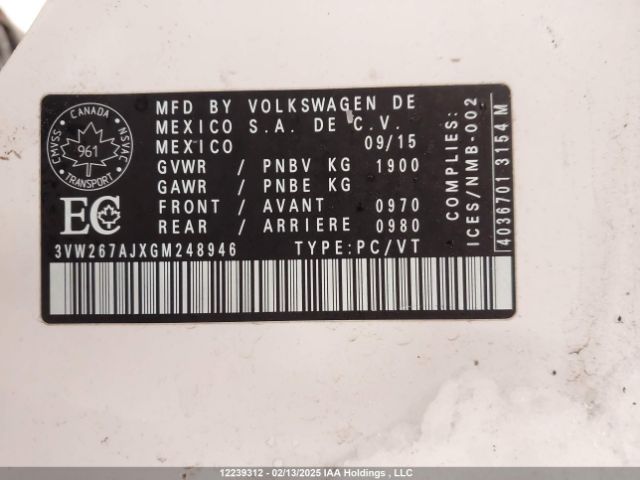 MFD BY VOLKSWAGEN DE
MEXICO S.A. DE C.V.
MEXICO 09/15
GVWR / PNBV KG 1900
GAWR / PNBE KG
FRONT / AVANT 0970
REAR / ARRIERE 0980
3VW267AJXGM248946 TYPE:PC/VT
CANADA
CMVSS
961
NSVAC
TRANSPORT
EC
COMPLIES:
ICES/NMB-002
4036701 3154 M
12239312 - 02/13/2025 IAA Holdings , LLC